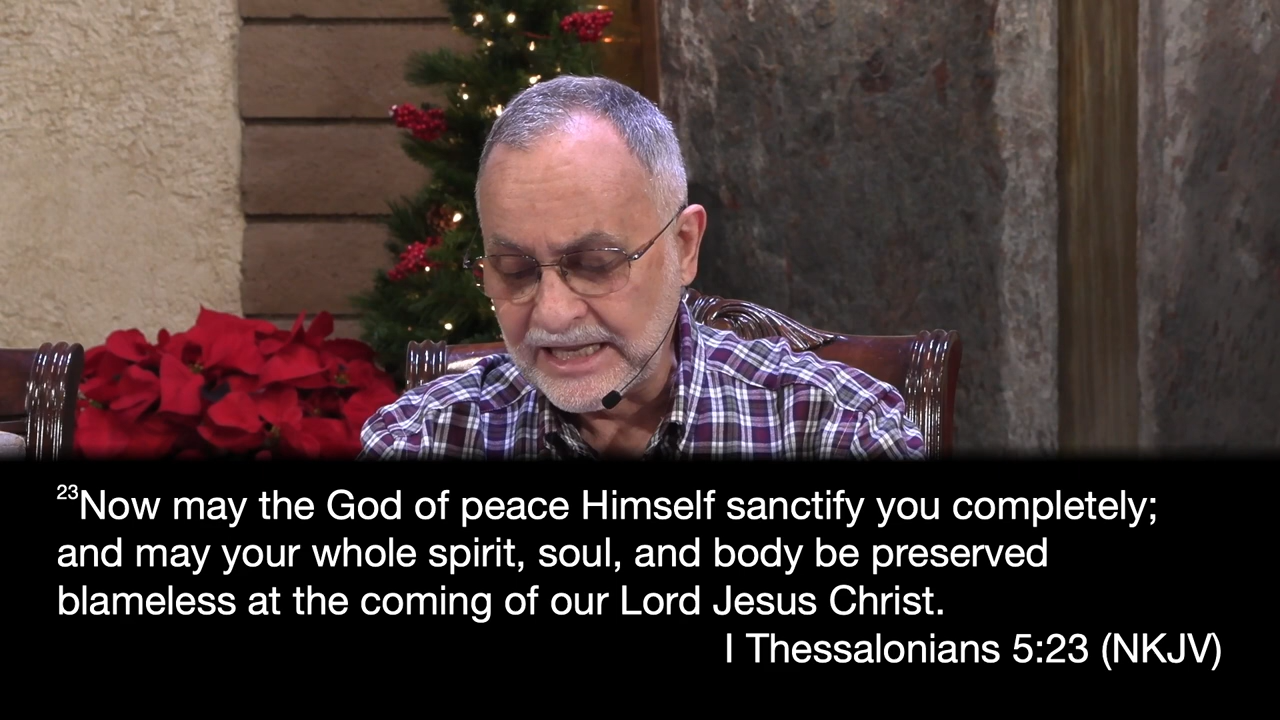 23Now may the God of peace Himself sanctify you completely;
and may your whole spirit, soul, and body be preserved
blameless at the coming of our Lord Jesus Christ.
I Thessalonians 5:23 (NKJV)